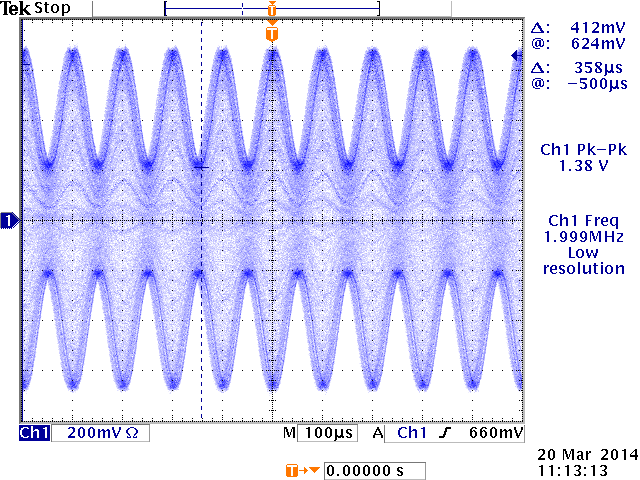 Tek Stop
T
T
Δ: 412mV
@: 624mV
Δ: 358µs
@: −500µs
Ch1 Pk−Pk
1.38 V
1
Ch1 Freq
1.999MHz
Low
resolution
Ch1 200mV Ω M 100µs A Ch1 660mV
T 0.00000 s
20 Mar 2014
11:13:13